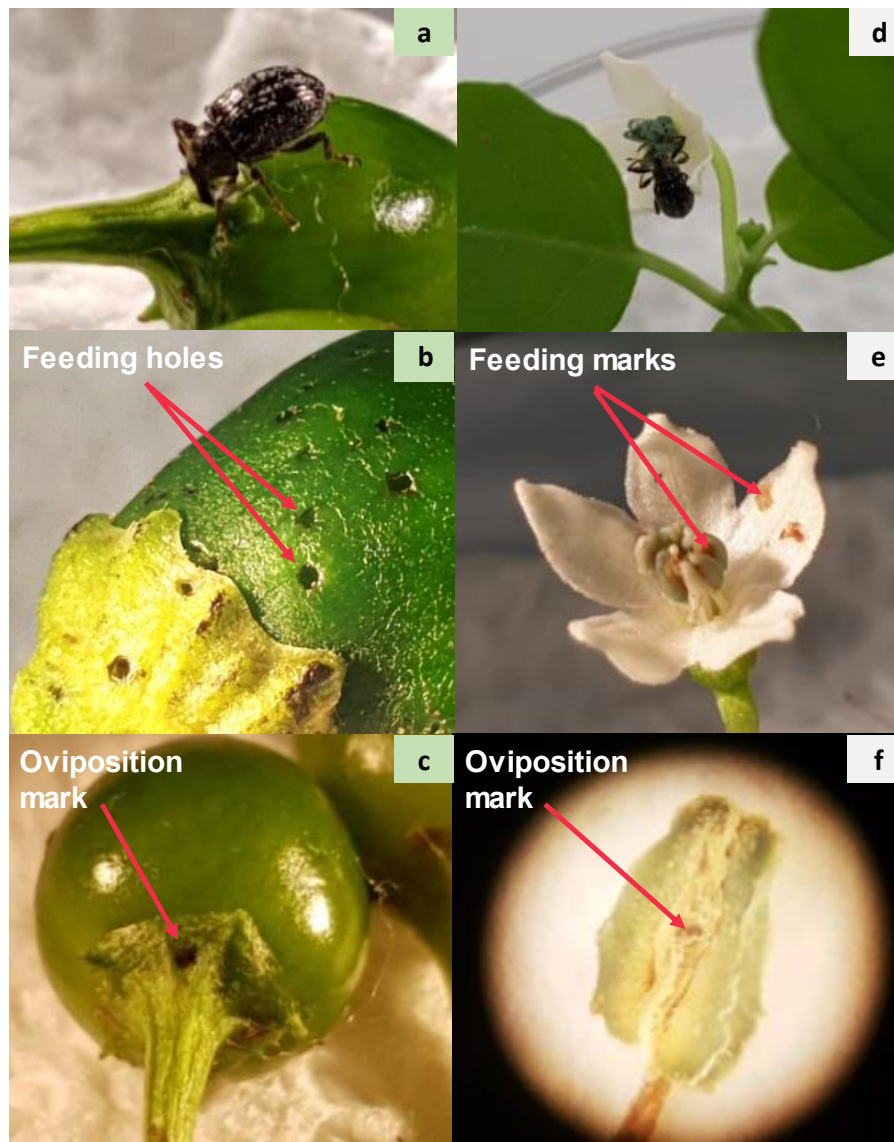 a
d
Feeding holes
b
Feeding marks
e
Oviposition
mark
c
Oviposition
mark
f